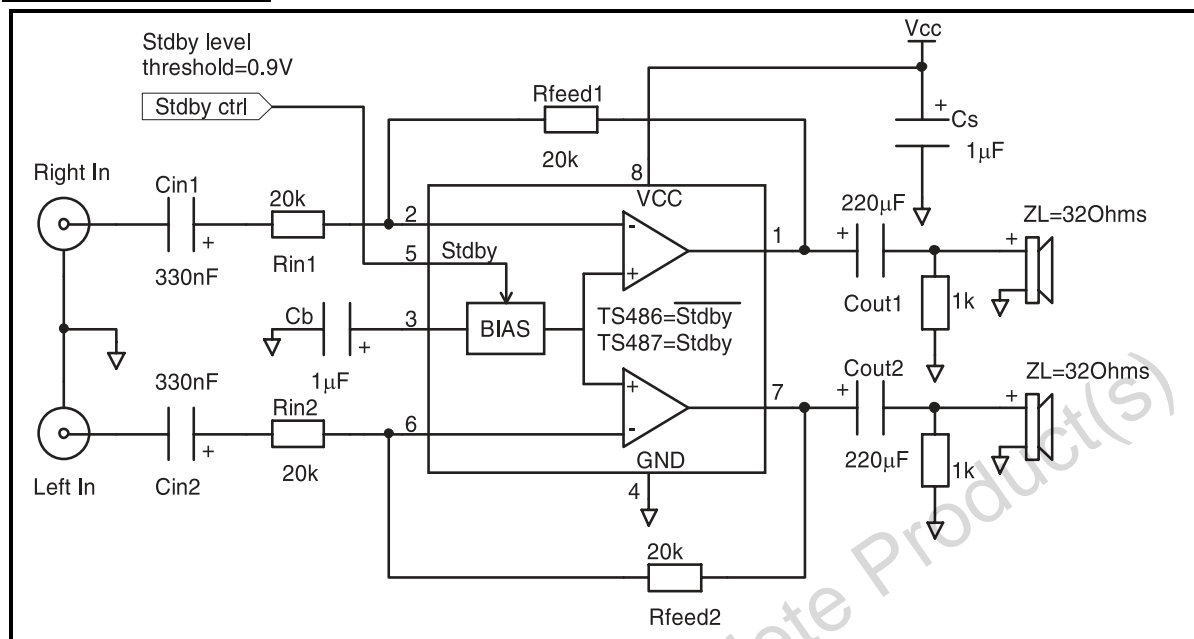 Stdby level
threshold=0.9V
Stdby ctrl
Vcc
Rfeed1
20k
+
Cs
1µF
8
VCC
Right In
Cin1
+
330nF
20k
Rin1
2
-
+
1
220µF
+
Cout1
1k
ZL=32Ohms
+
5
Stdby
Cb
+
1µF
3
BIAS
TS486=Stdby
TS487=Stdby
330nF
+
Cin2
Left In
Rin2
20k
6
+
-
7
Cout2
+
220µF
1k
ZL=32Ohms
+
GND
4
20k
Rfeed2
ete Product(s)